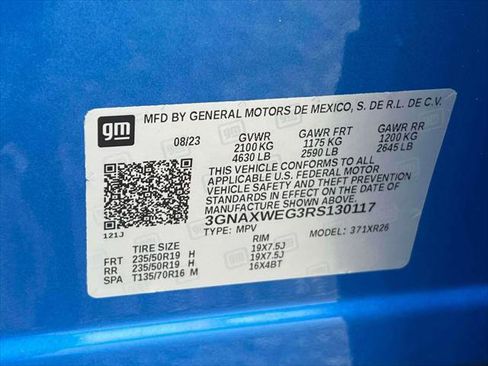 gm
MFD BY GENERAL MOTORS DE MEXICO, S. DE R.L. DE C.V.
08/23 GVWR GAWR FRT GAWR RR
2100 KG 1175 KG 1200 KG
4630 LB 2590 LB 2645 LB
THIS VEHICLE CONFORMS TO ALL
APPLICABLE U.S. FEDERAL MOTOR
VEHICLE SAFETY AND THEFT PREVENTION
STANDARDS IN EFFECT ON THE DATE OF
MANUFACTURE SHOWN ABOVE.
3GNAXWEG3RS130117
121J TYPE: MPV MODEL: 371XR26
TIRE SIZE RIM
FRT 235/50R19 H 19X7.5J
RR 235/50R19 H 19X7.5J
SPA T135/70R16 M 16X4BT